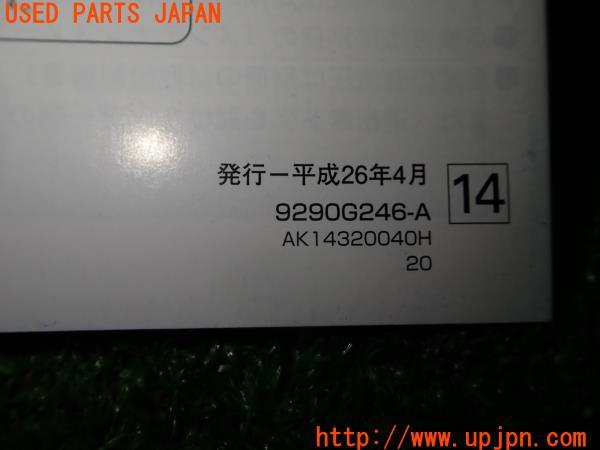 USED PARTS JAPAN
発行ー平成26年4月
14
9290G246-A
AK14320040H
20
http://www.upjpn.com